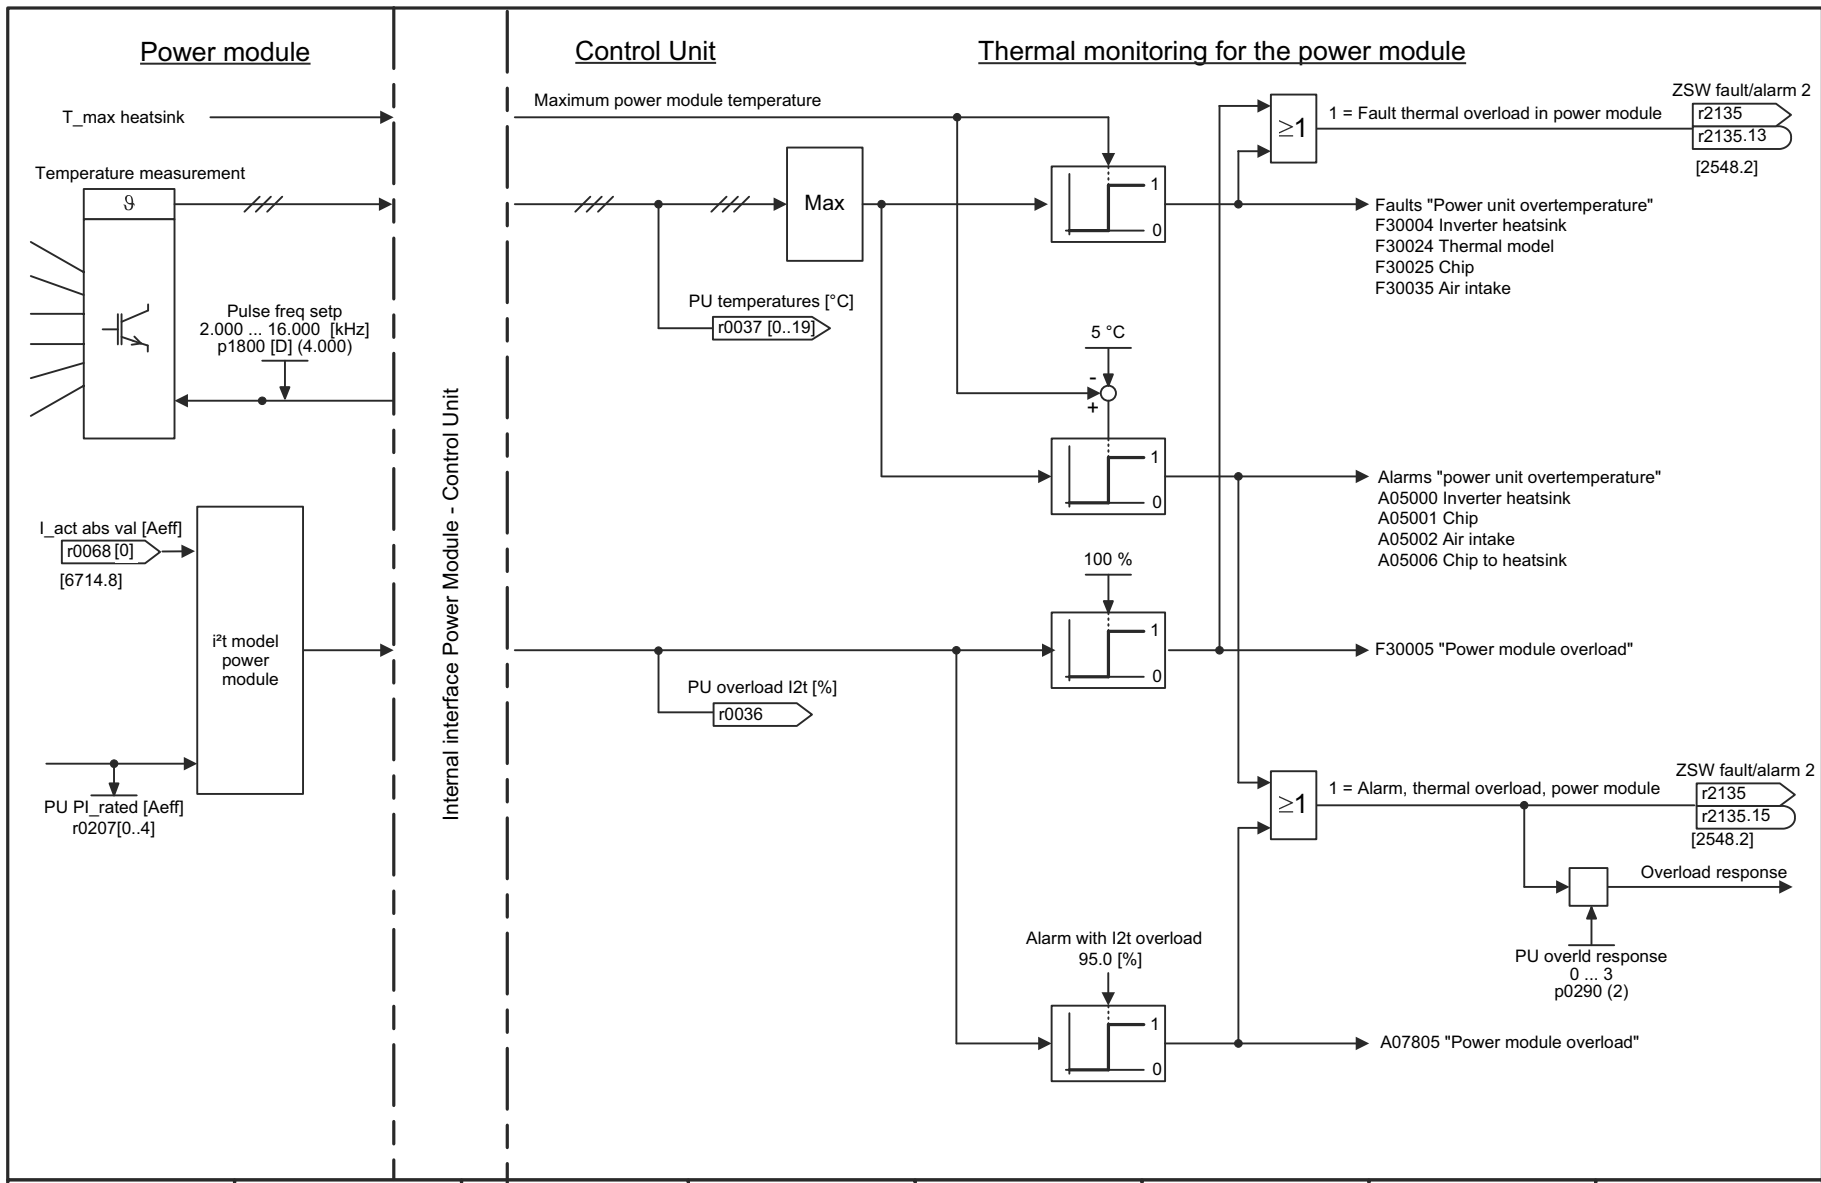 Power module
Control Unit
Thermal monitoring for the power module
T_max heatsink
Temperature measurement
ϑ
Pulse freq setp
2.000 ... 16.000 [kHz]
p1800 [D] (4.000)
I_act abs val [Aeff]
r0068 [0]
[6714.8]
i²t model
power
module
PU PI_rated [Aeff]
r0207[0..4]
Internal interface Power Module - Control Unit
Maximum power module temperature
Max
PU temperatures [°C]
r0037 [0..19]
1
0
≥1
1 = Fault thermal overload in power module
ZSW fault/alarm 2
r2135
r2135.13
[2548.2]
Faults "Power unit overtemperature"
F30004 Inverter heatsink
F30024 Thermal model
F30025 Chip
F30035 Air intake
5 °C
-
+
1
0
Alarms "power unit overtemperature"
A05000 Inverter heatsink
A05001 Chip
A05002 Air intake
A05006 Chip to heatsink
100 %
1
0
F30005 "Power module overload"
PU overload I2t [%]
r0036
≥1
1 = Alarm, thermal overload, power module
ZSW fault/alarm 2
r2135
r2135.15
[2548.2]
Overload response
PU overld response
0 ... 3
p0290 (2)
Alarm with I2t overload
95.0 [%]
1
0
A07805 "Power module overload"